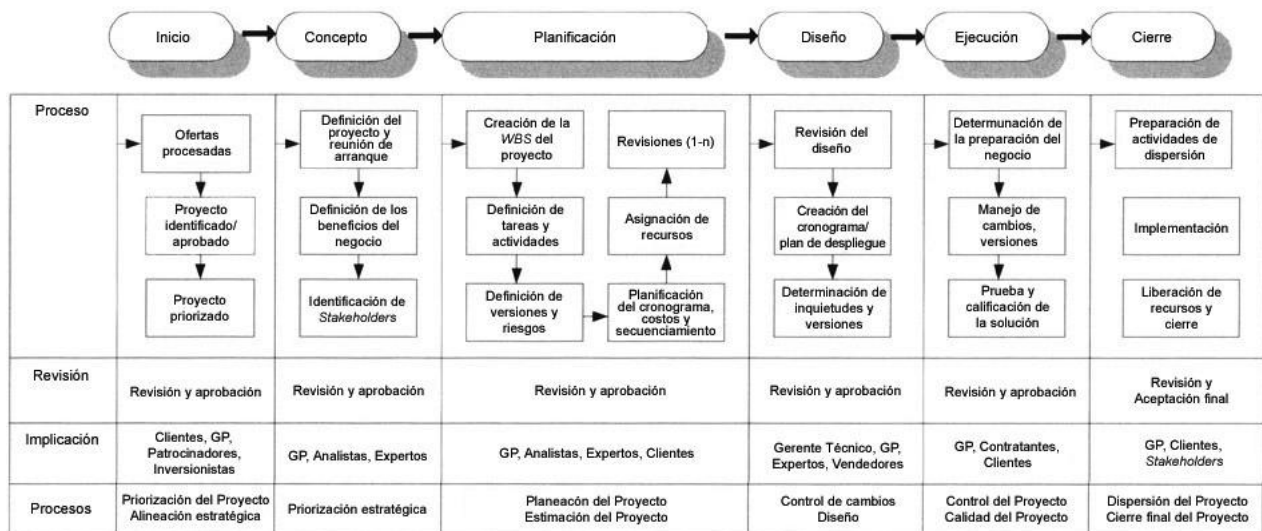 Inicio
Concepto
Planificación
Diseño
Ejecución
Cierre
Proceso
Ofertas
procesadas
Proyecto
identificado/
aprobado
Proyecto
priorizado
Definición del
proyecto y
reunión de
arranque
Definición de los
beneficios del
negocio
Identificación de
Stakeholders
Creación de la
WBS del
proyecto
Definición de
tareas y
actividades
Definición de
versiones y
riesgos
Planificación
del cronograma,
costos y
secuenciamiento
Asignación de
recursos
Revisiones (1-n)
Revisión del
diseño
Creación del
cronograma/
plan de despliegue
Determinación de
inquietudes y
versiones
Determunación de
la preparación del
negocio
Manejo de
cambios,
versiones
Prueba y
calificación de
la solución
Preparación de
actividades de
dispersión
Implementación
Liberación de
recursos y
cierre
Revisión
Revisión y aprobación
Revisión y aprobación
Revisión y aprobación
Revisión y aprobación
Revisión y aprobación
Revisión y
Aceptación final
Implicación
Clientes, GP,
Patrocinadores,
Inversionistas
GP, Analistas, Expertos
GP, Analistas, Expertos, Clientes
Gerente Técnico, GP,
Expertos, Vendedores
GP, Contratantes,
Clientes
GP, Clientes,
Stakeholders
Procesos
Priorización del Proyecto
Alineación estratégica
Priorización estratégica
Planeacón del Proyecto
Estimación del Proyecto
Control de cambios
Diseño
Control del Proyecto
Calidad del Proyecto
Dispersión del Proyecto
Cierre final del Proyecto